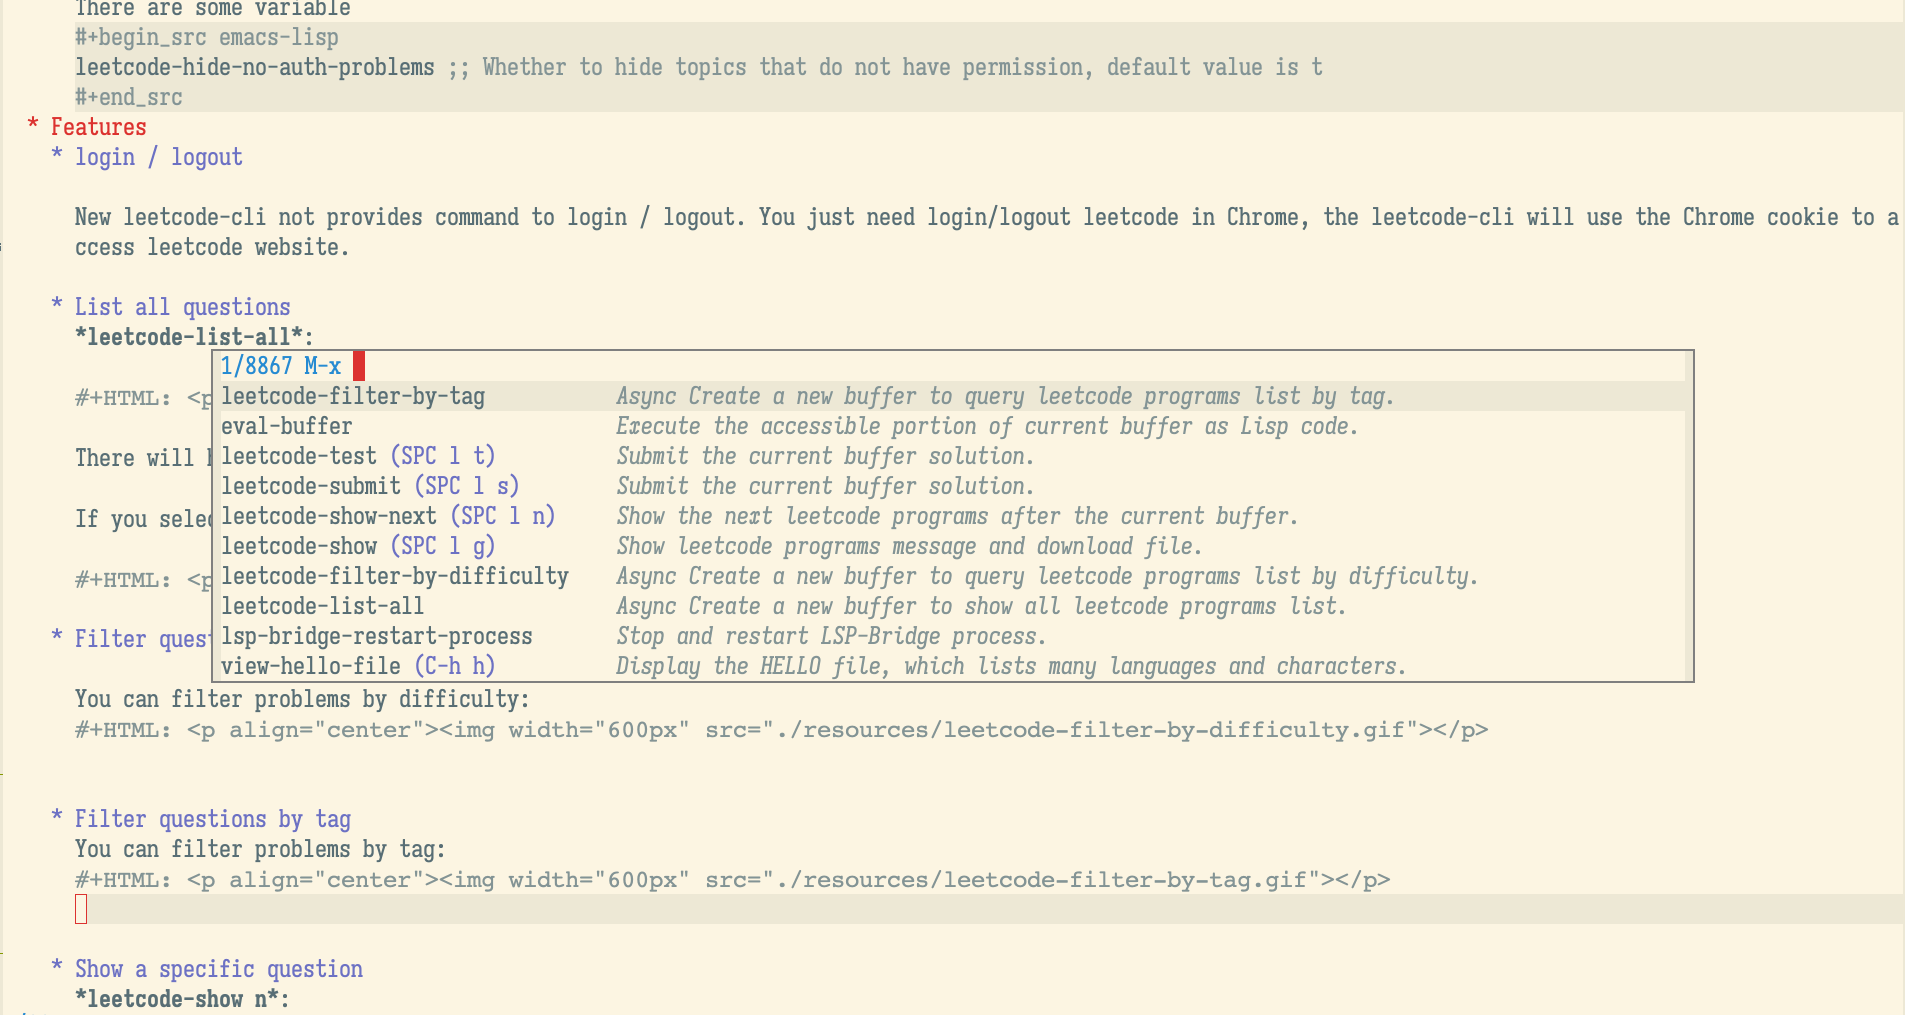 There are some variable
#+begin_src emacs-lisp
leetcode-hide-no-auth-problems ;; Whether to hide topics that do not have permission, default value is t
#+end_src
* Features
* login / logout
New leetcode-cli not provides command to login / logout. You just need login/logout leetcode in Chrome, the leetcode-cli will use the Chrome cookie to a
ccess leetcode website.
* List all questions
*leetcode-list-all*:
1/8867 M-x
#+HTML: <p
leetcode-filter-by-tag Async Create a new buffer to query leetcode programs list by tag.
eval-buffer Execute the accessible portion of current buffer as Lisp code.
There will
leetcode-test (SPC l t) Submit the current buffer solution.
leetcode-submit (SPC l s) Submit the current buffer solution.
If you
leetcode-show-next (SPC l n) Show the next leetcode programs after the current buffer.
leetcode-show (SPC l g) Show leetcode programs message and download file.
#+HTML: <p
leetcode-filter-by-difficulty Async Create a new buffer to query leetcode programs list by difficulty.
leetcode-list-all Async Create a new buffer to show all leetcode programs list.
* Filter
lsp-bridge-restart-process Stop and restart LSP-Bridge process.
view-hello-file (C-h h) Display the HELLO file, which lists many languages and characters.
You can filter problems by difficulty:
#+HTML: <p align="center"><img width="600px" src="./resources/leetcode-filter-by-difficulty.gif"></p>
* Filter questions by tag
You can filter problems by tag:
#+HTML: <p align="center"><img width="600px" src="./resources/leetcode-filter-by-tag.gif"></p>
* Show a specific question
*leetcode-show n*: